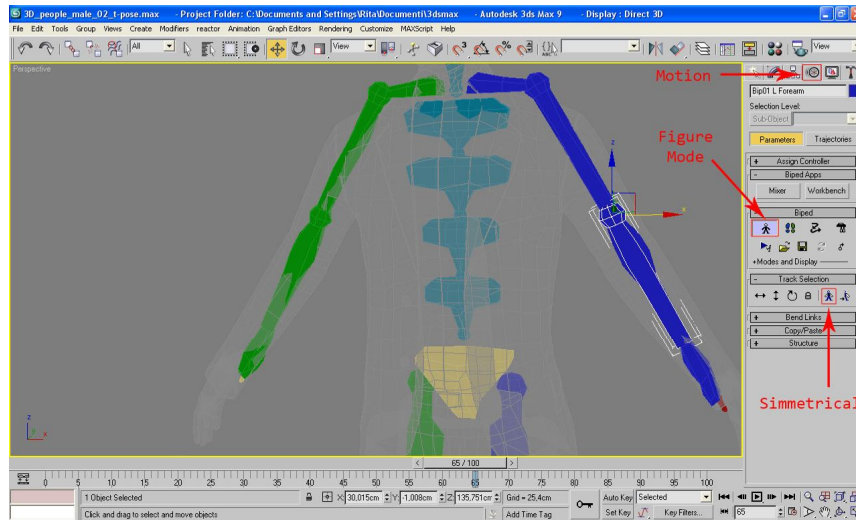 3D_people_male_02_t-pose.max - Project Folder: C:\Documents and Settings\Rita\Documenti\3dsmax - Autodesk 3ds Max 9 - Display : Direct 3D
File Edit Tools Group Views Create Modifiers reactor Animation Graph Editors Rendering Customize MAXScript Help
All View View
Perspective
Motion
Bip01 L Forearm
Selection Level:
Sub-Object
Parameters Trajectories
Figure
Mode
+ Assign Controller
- Biped Apps
Mixer Workbench
- Biped
+Modes and Display
- Track Selection
+ Bend Links
+ Copy/Paste
+ Structure
Simmetrical
z
x
z
y
x
< 65 / 100 >
0 5 10 15 20 25 30 35 40 45 50 55 60 65 70 75 80 85 90 95 100
1 Object Selected X: 30,015cm Y: -1,008cm Z: 135,751cm Grid = 25,4cm Auto Key Selected
Click and drag to select and move objects Add Time Tag Set Key Key Filters... 65